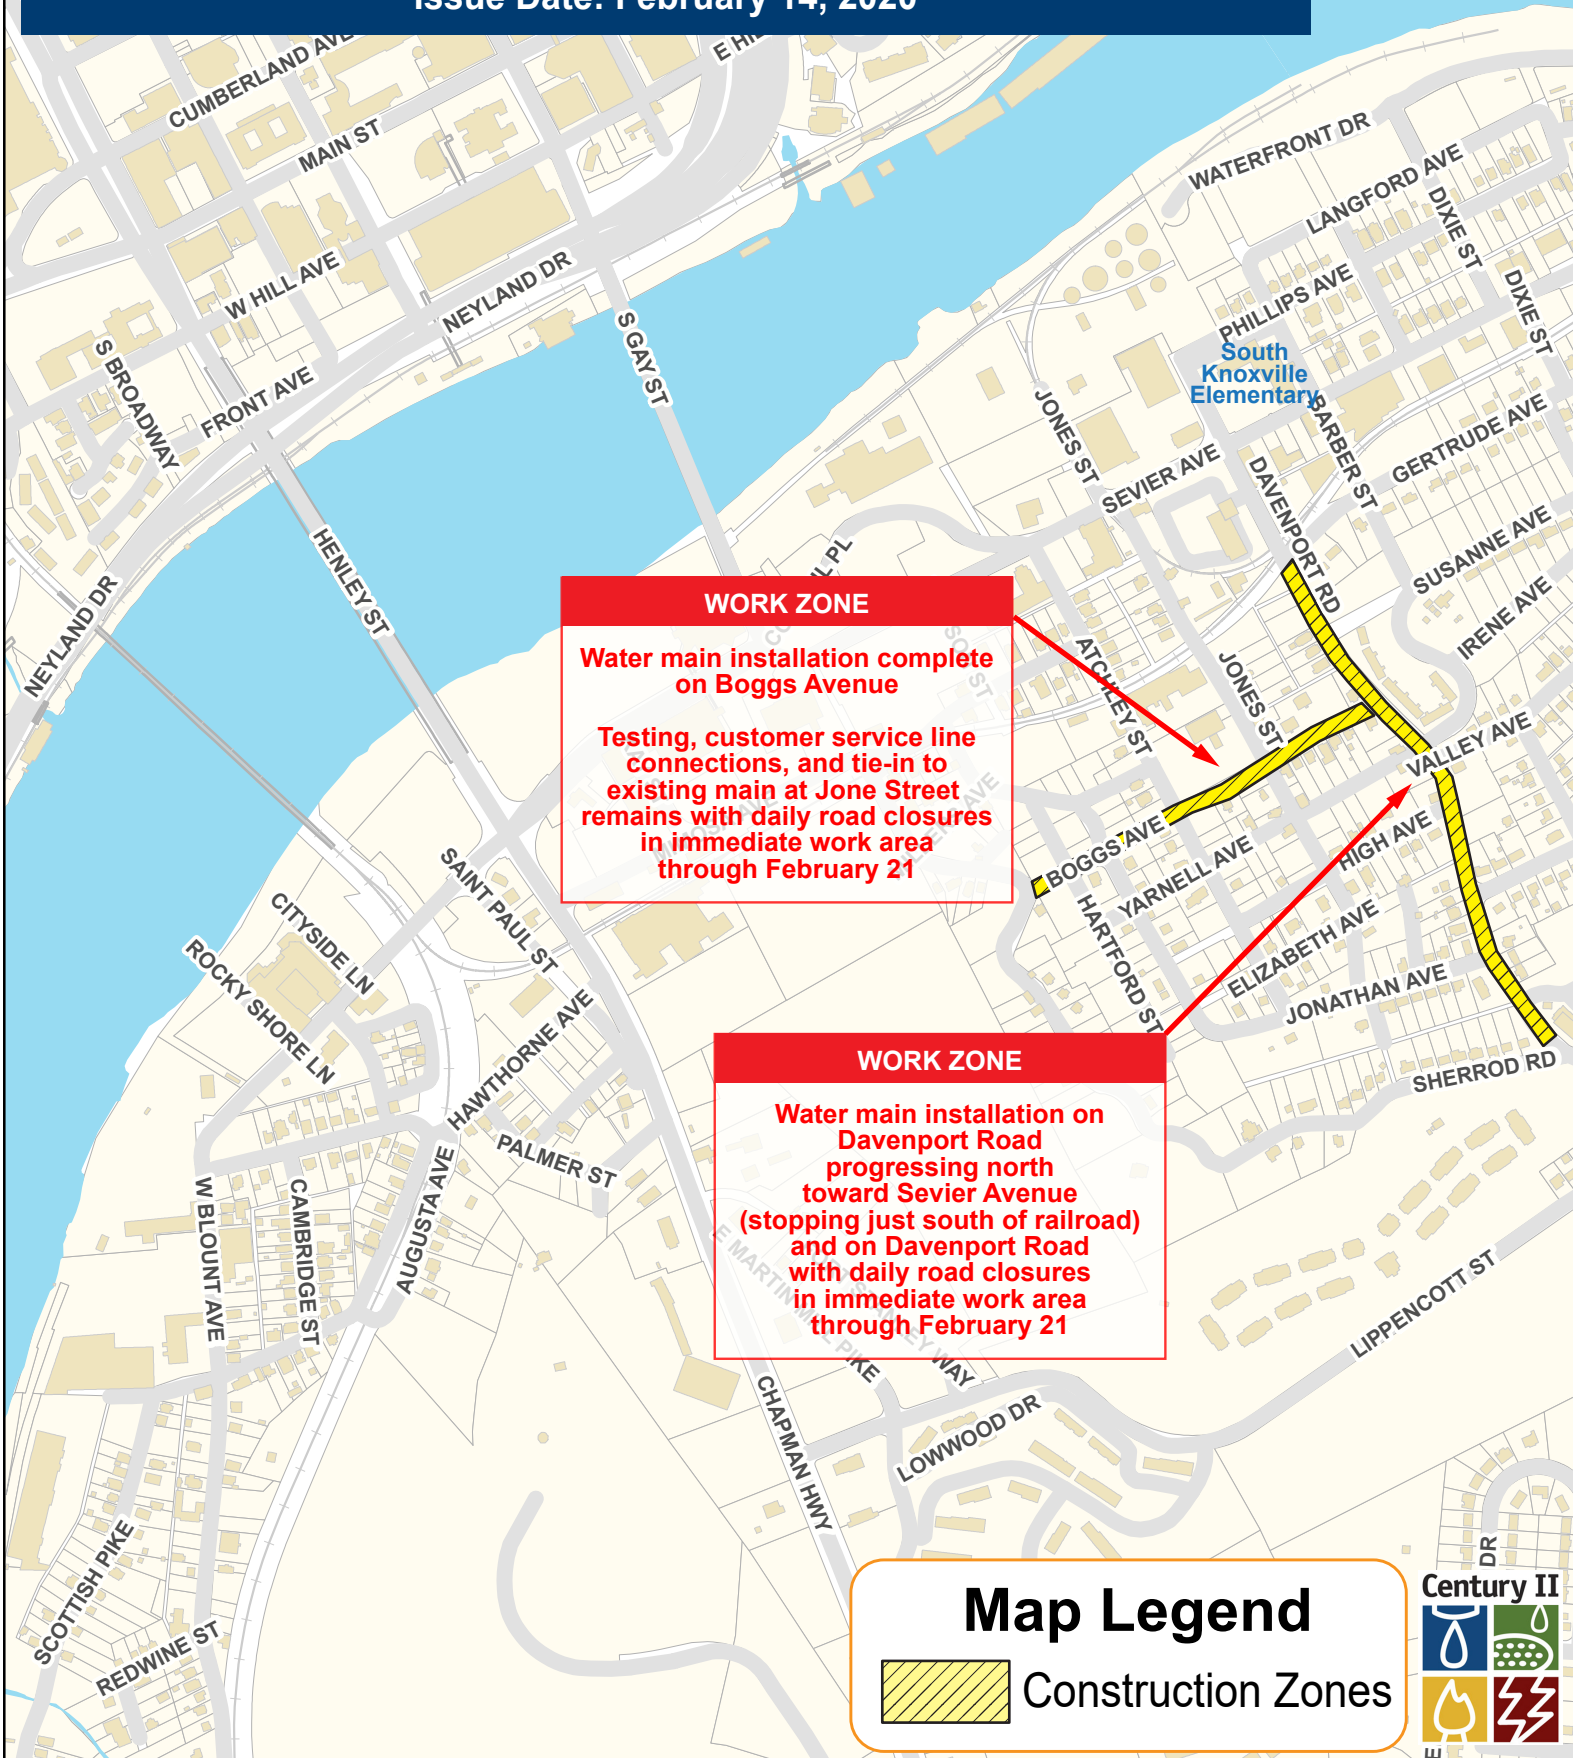 Issue Date: February 14, 2020
CUMBERLAND AVE
MAIN ST
W HILL AVE
NEYLAND DR
S BROADWAY
FRONT AVE
S GAY ST
HENLEY ST
NEYLAND DR
WATERFRONT DR
LANGFORD AVE
DIXIE ST
PHILLIPS AVE
DIXIE ST
South
Knoxville
Elementary
JONES ST
BARBER ST
GERTRUDE AVE
SEVIER AVE
DAVENPORT RD
SUSANNE AVE
IRENE AVE
ATCHLEY ST
JONES ST
VALLEY AVE
WORK ZONE
Water main installation complete
on Boggs Avenue
Testing, customer service line
connections, and tie-in to
existing main at Jone Street
remains with daily road closures
in immediate work area
through February 21
BOGGS AVE
YARNELL AVE
HIGH AVE
HARTFORD ST
ELIZABETH AVE
JONATHAN AVE
SHERROD RD
SAINT PAUL ST
CITYSIDE LN
ROCKY SHORE LN
HAWTHORNE AVE
PALMER ST
W BLOUNT AVE
CAMBRIDGE ST
AUGUSTA AVE
WORK ZONE
Water main installation on
Davenport Road
progressing north
toward Sevier Avenue
(stopping just south of railroad)
and on Davenport Road
with daily road closures
in immediate work area
through February 21
E MARTIN MILL PIKE
WAY
LIPPENCOTT ST
CHAPMAN HWY
LOWWOOD DR
SCOTTISH PIKE
REDWINE ST
DR
Map Legend
Construction Zones
Century II